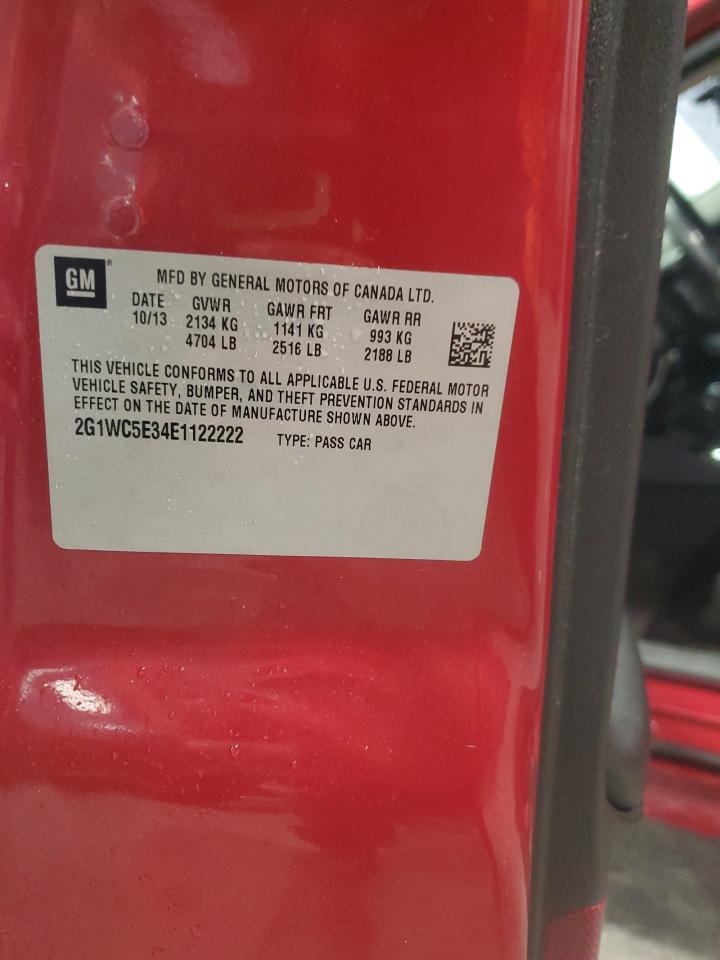 GM
MFD BY GENERAL MOTORS OF CANADA LTD.
DATE GVWR GAWR FRT GAWR RR
10/13 2134 KG 1141 KG 993 KG
4704 LB 2516 LB 2188 LB
THIS VEHICLE CONFORMS TO ALL APPLICABLE U.S. FEDERAL MOTOR
VEHICLE SAFETY, BUMPER, AND THEFT PREVENTION STANDARDS IN
EFFECT ON THE DATE OF MANUFACTURE SHOWN ABOVE.
2G1WC5E34E1122222 TYPE: PASS CAR